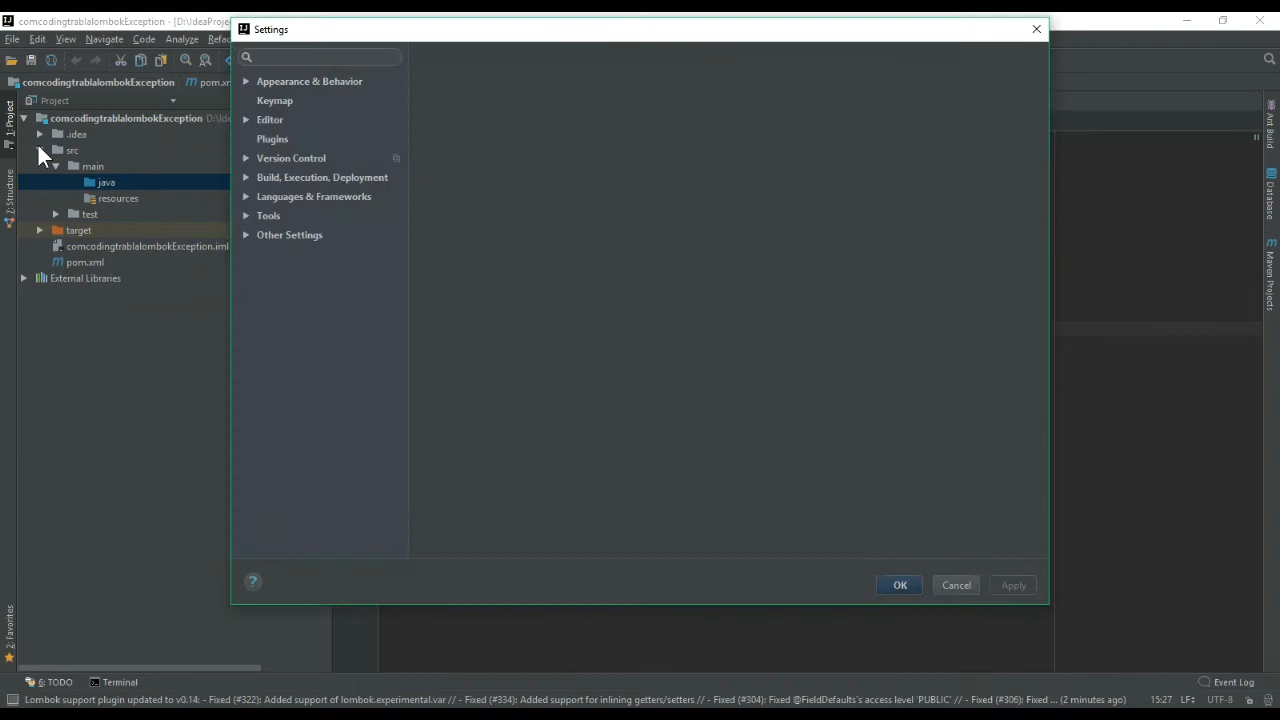 comcodingtrablalombokException - [D:\IdeaProj
Settings
File Edit View Navigate Code Analyze Refac
comcodingtrablalombokException
pom.xm
Project
comcodingtrablalombokException D:\Ide
.idea
src
main
java
resources
test
target
comcodingtrablalombokException.iml
pom.xml
External Libraries
Appearance & Behavior
Keymap
Editor
Plugins
Version Control
Build, Execution, Deployment
Languages & Frameworks
Tools
Other Settings
?
OK Cancel Apply
1: Project
7: Structure
2: Favorites
Ant Build
Database
Maven Projects
6: TODO Terminal
Event Log
Lombok support plugin updated to v0.14: - Fixed (#322): Added support of lombok.experimental.var // - Fixed (#334): Added support for inlining getters/setters // - Fixed (#304): Fixed @FieldDefaults's access level 'PUBLIC' // - Fixed (#306): Fixed ... (2 minutes ago)
15:27 LF÷ UTF-8 ÷